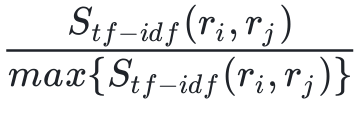 S_{tf-idf}(r_i, r_j)
max{S_{tf-idf}(r_i, r_j)}